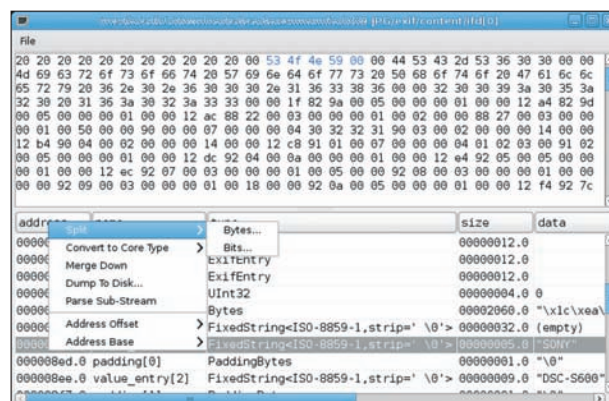 [JPG/exif/content/ifd[0]
File
20 20 20 20 20 20 20 20 20 20 20 00 53 4f 4e 59 00 00 44 53 43 2d 53 36 30 30 00 00
4d 69 63 72 6f 73 6f 66 74 20 57 69 6e 64 6f 77 73 20 50 68 6f 74 6f 20 47 61 6c 6c
65 72 79 20 36 2e 30 2e 36 30 30 30 2e 31 36 33 38 36 00 00 32 30 30 39 3a 30 35 3a
32 30 20 31 36 3a 30 32 3a 33 33 00 00 1f 82 9a 00 05 00 00 00 01 00 00 12 a4 82 9d
00 05 00 00 00 01 00 00 12 ac 88 22 00 03 00 00 00 01 00 02 00 00 88 27 00 03 00 00
00 01 00 50 00 00 90 00 00 07 00 00 00 04 30 32 32 31 90 03 00 02 00 00 00 14 00 00
12 b4 90 04 00 02 00 00 00 14 00 00 12 c8 91 01 00 07 00 00 00 04 01 02 03 00 91 02
00 05 00 00 00 01 00 00 12 dc 92 04 00 0a 00 00 00 01 00 00 12 e4 92 05 00 05 00 00
00 01 00 00 12 ec 92 07 00 03 00 00 00 01 00 05 00 00 92 08 00 03 00 00 00 01 00 00
00 00 92 09 00 03 00 00 00 01 00 18 00 00 92 0a 00 05 00 00 00 01 00 00 12 f4 92 7c
address size data
Split Bytes...
Convert to Core Type Bits...
Merge Down
Dump To Disk...
Parse Sub-Stream
Address Offset
Address Base
00000012.0
ExifEntry 00000012.0
ExifEntry 00000012.0
UInt32 00000004.0 0
Bytes 00002060.0 "\x1c\xea\
FixedString<ISO-8859-1,strip=' \0'> 00000032.0 (empty)
FixedString<ISO-8859-1,strip=' \0'> 00000005.0 "SONY"
000008ed.0 padding[0] PaddingBytes 00000001.0 "\0"
000008ee.0 value_entry[2] FixedString<ISO-8859-1,strip=' \0'> 00000009.0 "DSC-S600"